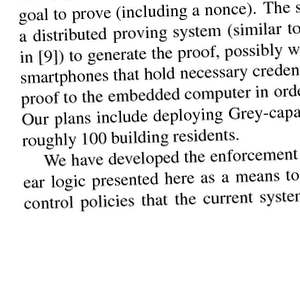 goal to prove (including a nonce). The s
a distributed proving system (similar to
in [9]) to generate the proof, possibly w
smartphones that hold necessary creden
proof to the embedded computer in orde
Our plans include deploying Grey-capa
roughly 100 building residents.
We have developed the enforcement
ear logic presented here as a means to
control policies that the current system